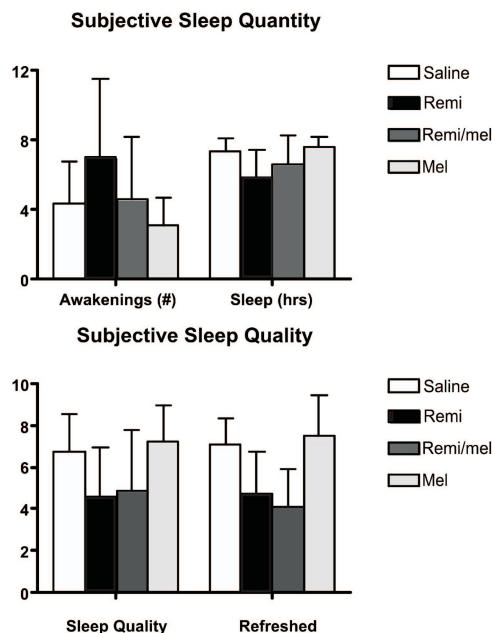 Subjective Sleep Quantity
12
8
4
0
Awakenings (#) Sleep (hrs)
Saline
Remi
Remi/mel
Mel
Subjective Sleep Quality
10
8
6
4
2
0
Sleep Quality Refreshed
Saline
Remi
Remi/mel
Mel